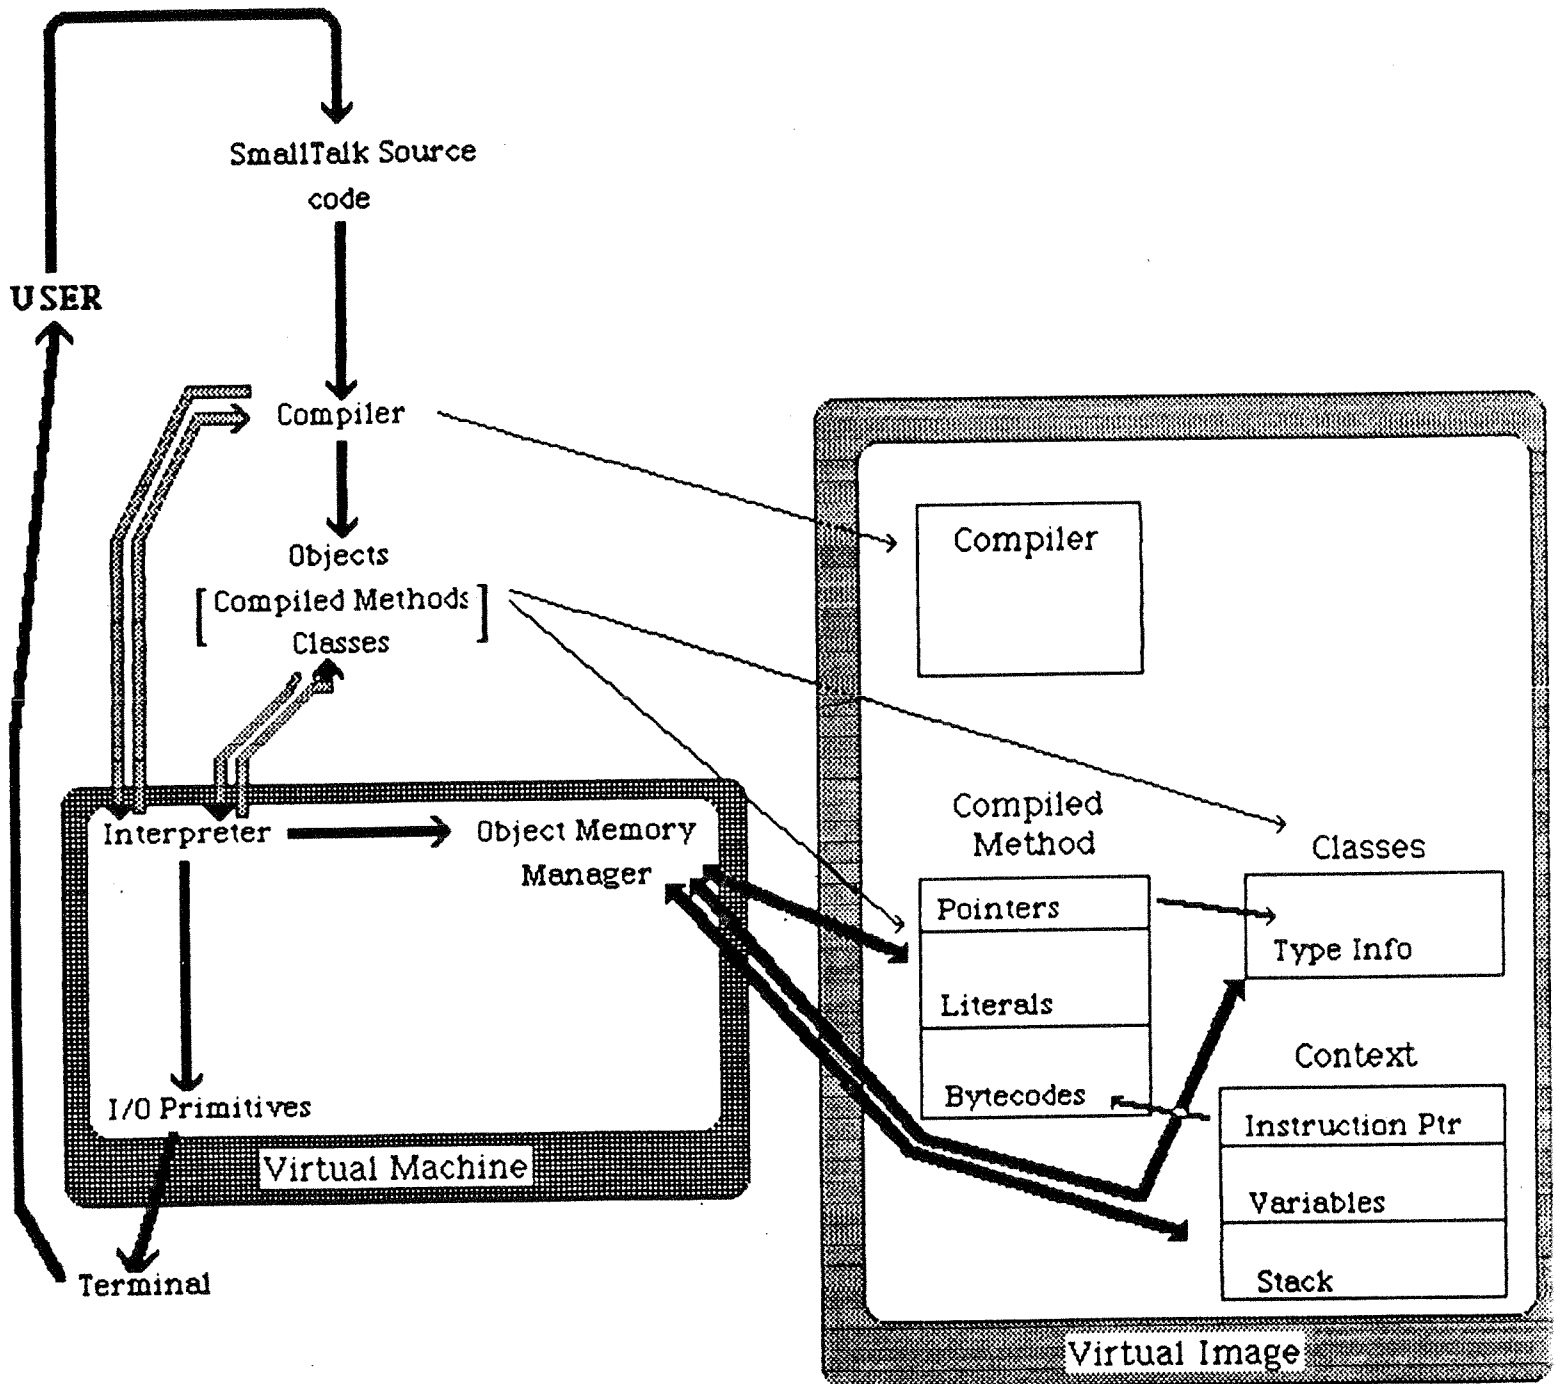 SmallTalk Source
code
USER
Compiler
Objects
[Compiled Methods]
Classes
Interpreter
Object Memory
Manager
I/O Primitives
Virtual Machine
Terminal
Compiler
Compiled
Method
Pointers
Literals
Bytecodes
Classes
Type Info
Context
Instruction Ptr
Variables
Stack
Virtual Image